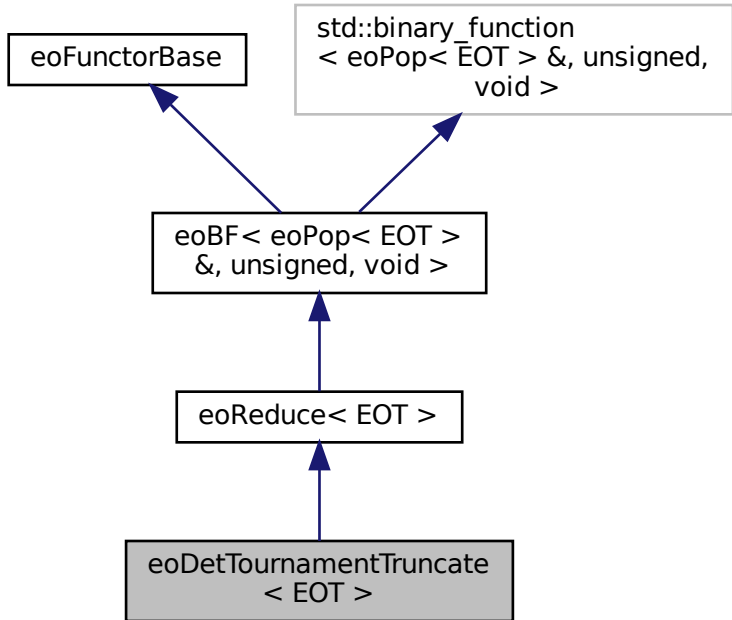 eoFunctorBase
std::binary_function
< eoPop< EOT > &, unsigned,
void >
eoBF< eoPop< EOT >
&, unsigned, void >
eoReduce< EOT >
eoDetTournamentTruncate
< EOT >